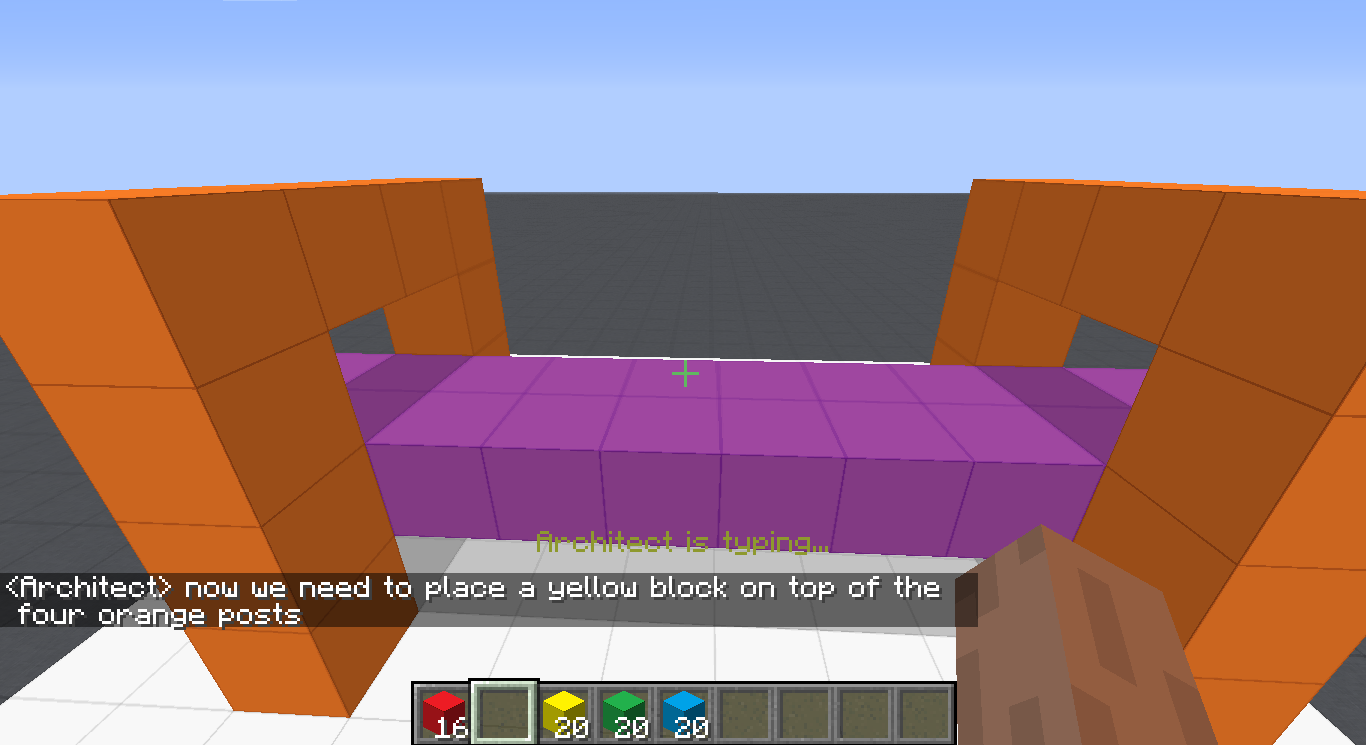 Architect is typing...
<Architect> now we need to place a yellow block on top of the
four orange posts
16 20 20 20